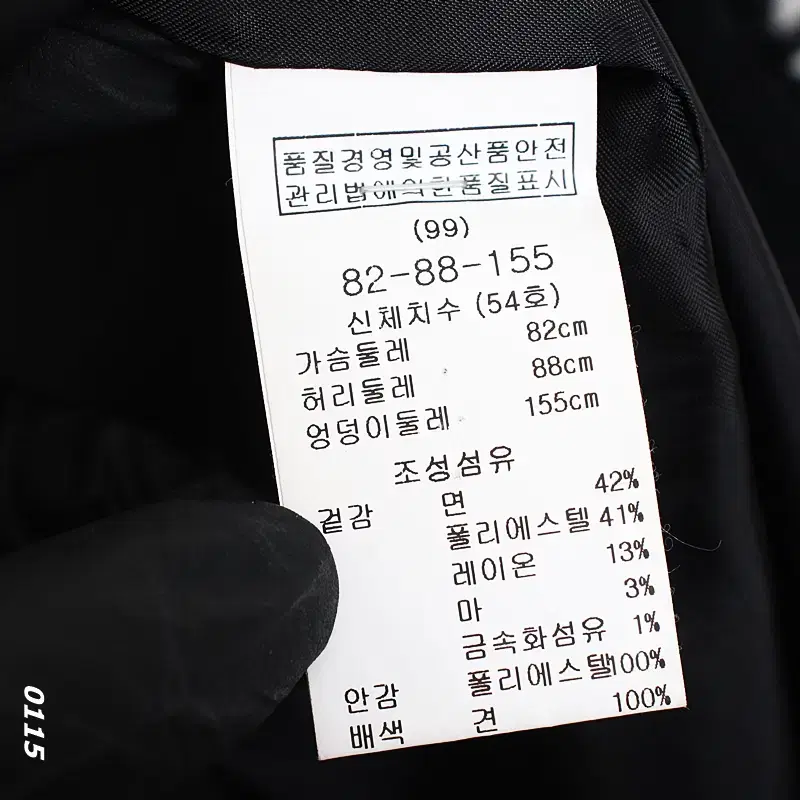 품질경영및공산품안전
관리법에의한품질표시
(99)
82-88-155
신체치수 (54호)
가슴둘레 82cm
허리둘레 88cm
엉덩이둘레 155cm
조성섬유
겉감 면 42%
폴리에스텔 41%
레이온 13%
마 3%
금속화섬유 1%
안감 폴리에스텔 100%
배색 견 100%
0115